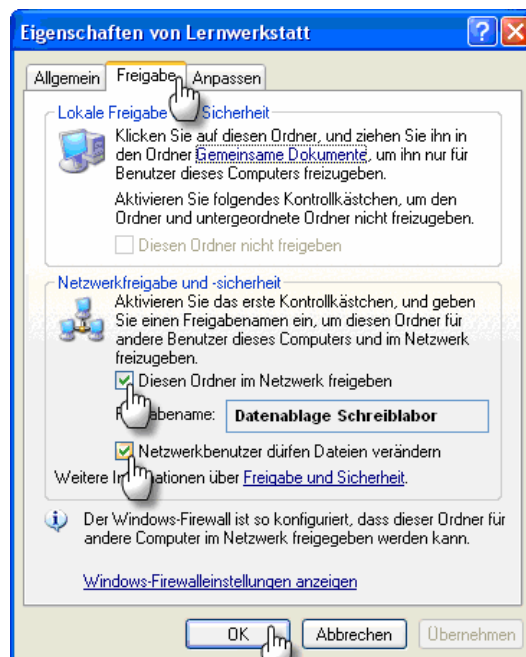 Eigenschaften von Lernwerkstatt
Allgemein Freigabe Anpassen
Lokale Freigabe Sicherheit
Klicken Sie auf diesen Ordner, und ziehen Sie ihn in
den Ordner Gemeinsame Dokumente, um ihn nur für
Benutzer dieses Computers freizugeben.
Aktivieren Sie folgendes Kontrollkästchen, um den
Ordner und untergeordnete Ordner nicht freizugeben.
Diesen Ordner nicht freigeben
Netzwerkfreigabe und -sicherheit
Aktivieren Sie das erste Kontrollkästchen, und geben
Sie einen Freigabenamen ein, um diesen Ordner für
andere Benutzer dieses Computers und im Netzwerk
freizugeben.
Diesen Ordner im Netzwerk freigeben
Datenablage Schreiblabor
Netzwerkbenutzer dürfen Dateien verändern
Weitere über Freigabe und Sicherheit.
Der Windows-Firewall ist so konfiguriert, dass dieser Ordner für
andere Computer im Netzwerk freigegeben werden kann.
Windows-Firewalleinstellungen anzeigen
OK Abbrechen Übernehmen